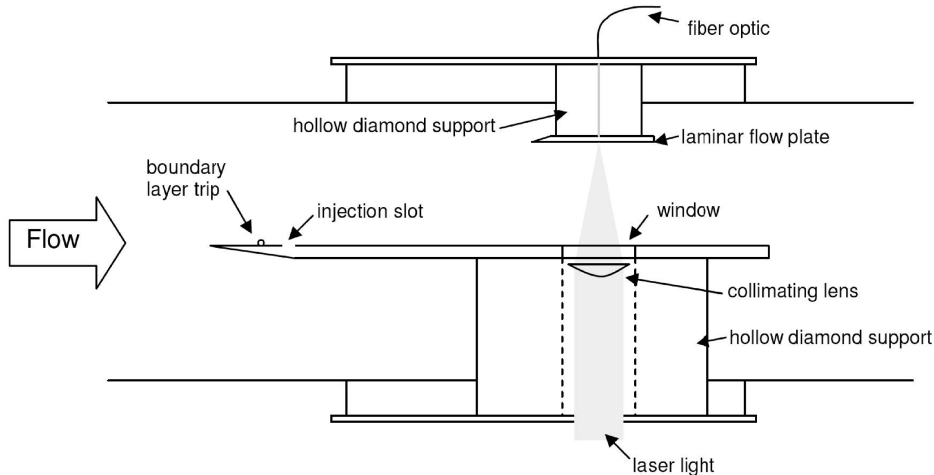 fiber optic
hollow diamond support
laminar flow plate
boundary
layer trip
injection slot
window
Flow
collimating lens
hollow diamond support
laser light